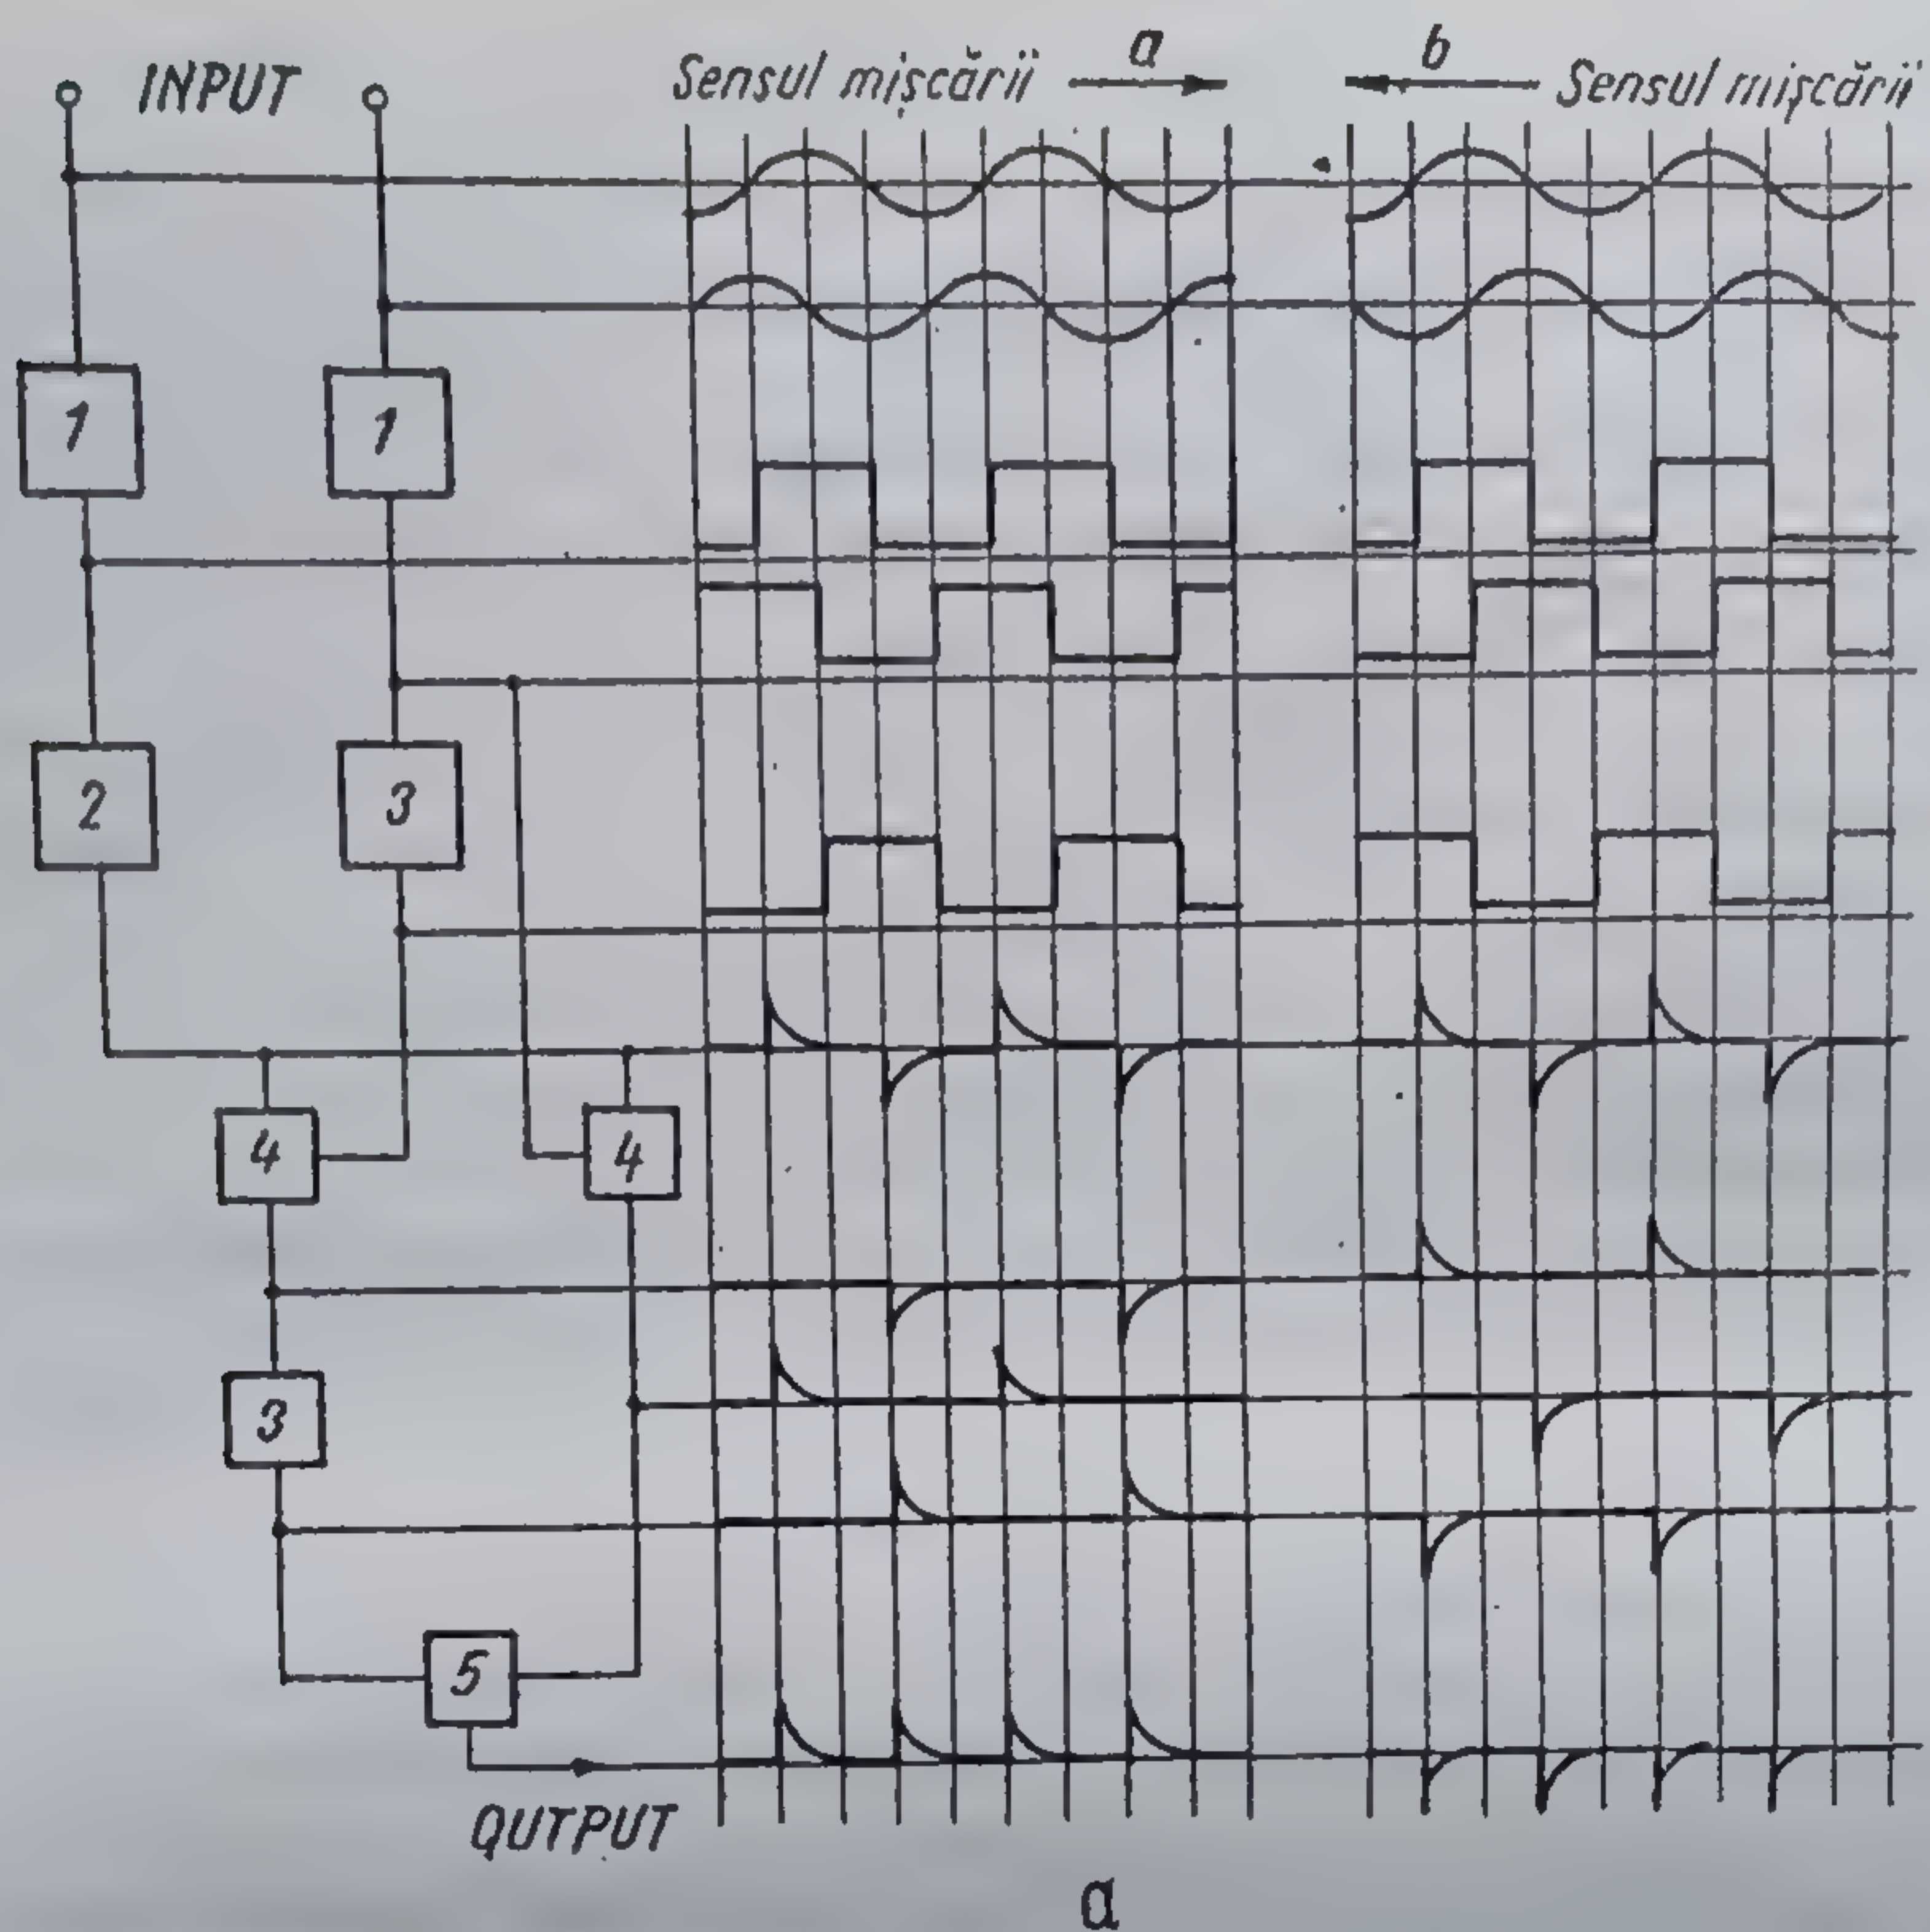 INPUT
Sensul mișcării a
b Sensul mișcării
1 1
2 3
4 4
3
5
QUTPUT
a